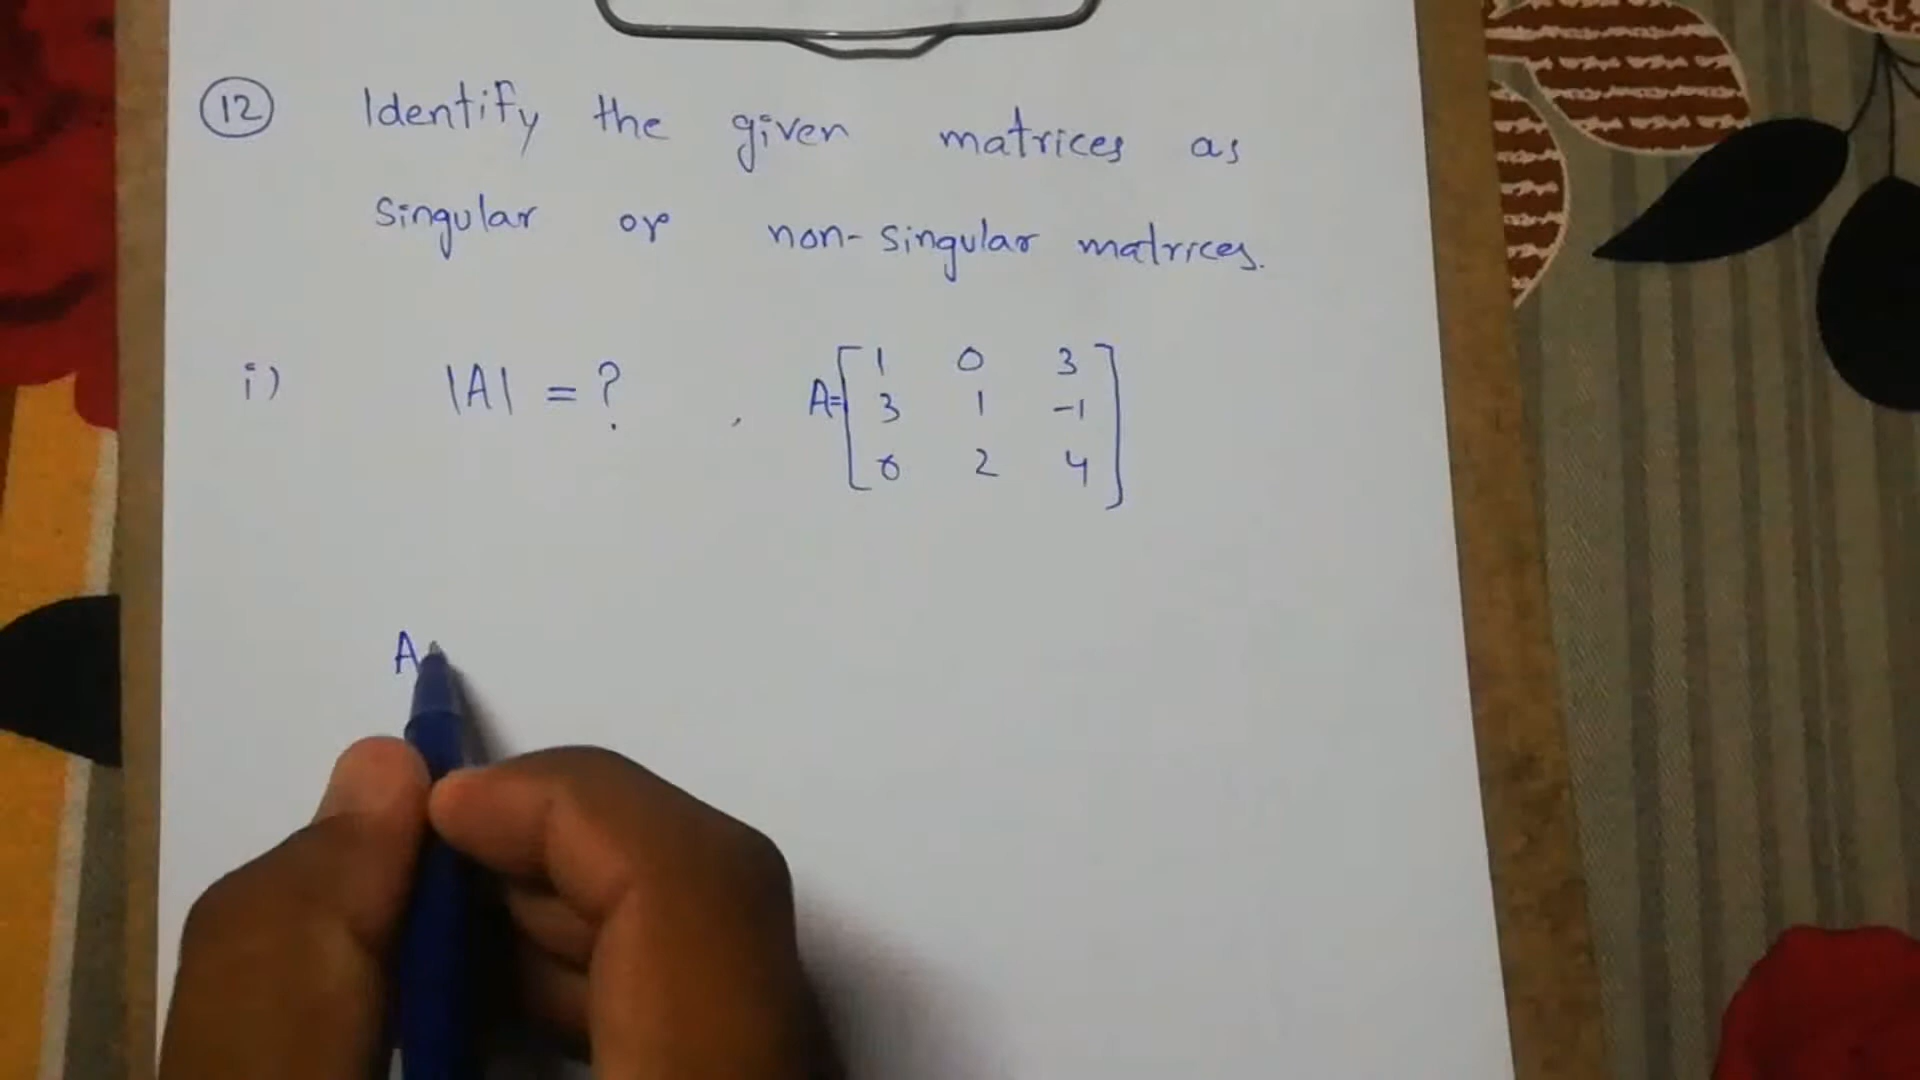 12 Identify the given matrices as
singular or non-singular matrices.
i) |A| = ? , A= [ 1 0 3
3 1 -1
0 2 4 ]
A